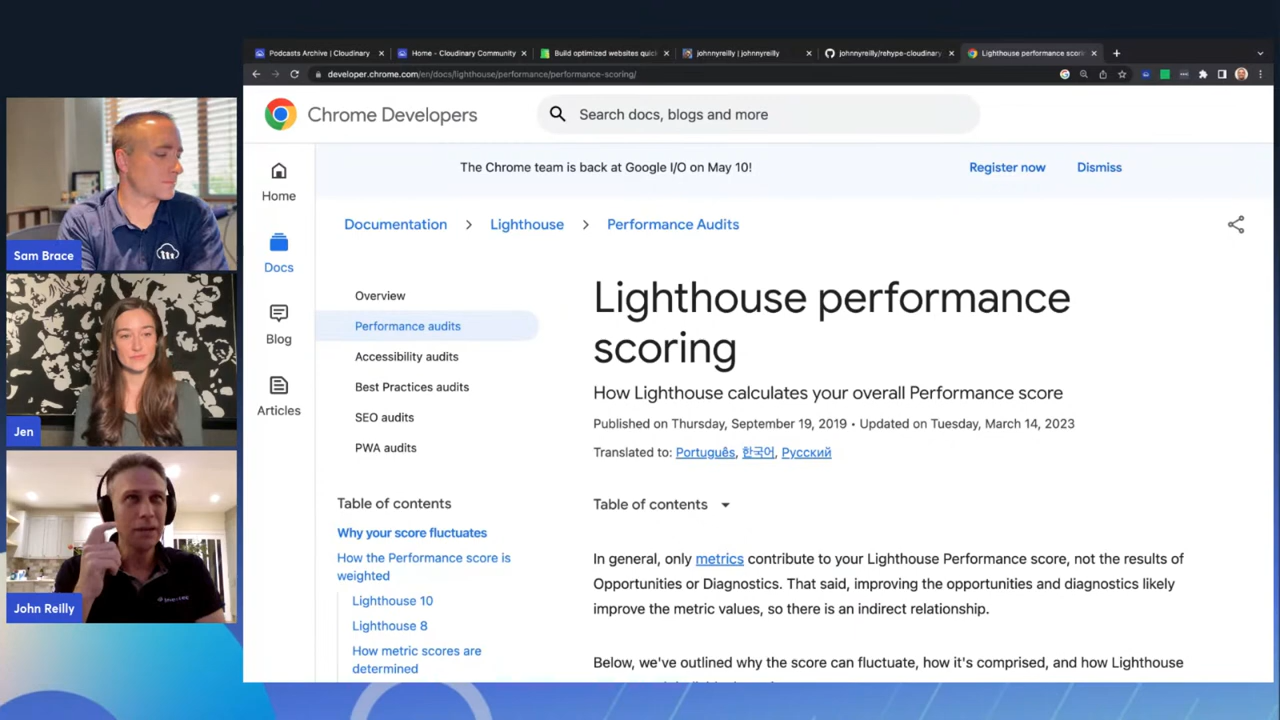 Podcasts Archive | Cloudinary
Home - Cloudinary Community
Build optimized websites quic
johnnyreilly | johnnyreilly
johnnyreilly/rehype-cloudinary
Lighthouse performance scorin
developer.chrome.com/en/docs/lighthouse/performance/performance-scoring/
Chrome Developers
Search docs, blogs and more
The Chrome team is back at Google I/O on May 10!
Register now
Dismiss
Home
Docs
Blog
Articles
Documentation
Lighthouse
Performance Audits
Overview
Performance audits
Accessibility audits
Best Practices audits
SEO audits
PWA audits
Table of contents
Why your score fluctuates
How the Performance score is
weighted
Lighthouse 10
Lighthouse 8
How metric scores are
determined
Lighthouse performance
scoring
How Lighthouse calculates your overall Performance score
Published on Thursday, September 19, 2019 • Updated on Tuesday, March 14, 2023
Translated to: Português, 한국어, Русский
Table of contents
In general, only metrics contribute to your Lighthouse Performance score, not the results of
Opportunities or Diagnostics. That said, improving the opportunities and diagnostics likely
improve the metric values, so there is an indirect relationship.
Below, we've outlined why the score can fluctuate, how it's comprised, and how Lighthouse
Sam Brace
Jen
John Reilly